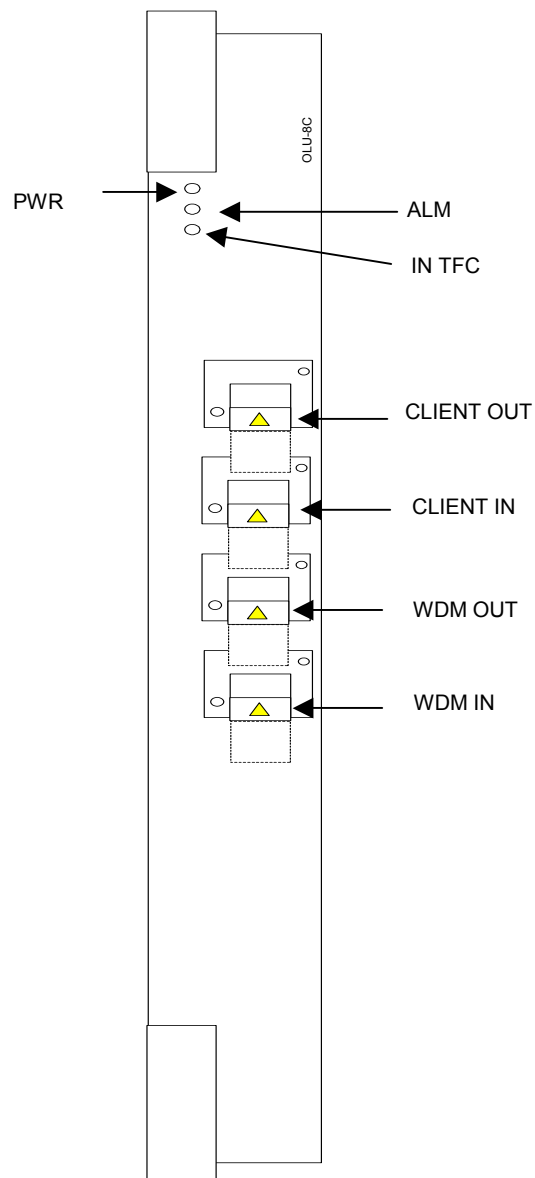 OLU-8C
PWR
ALM
IN TFC
CLIENT OUT
CLIENT IN
WDM OUT
WDM IN